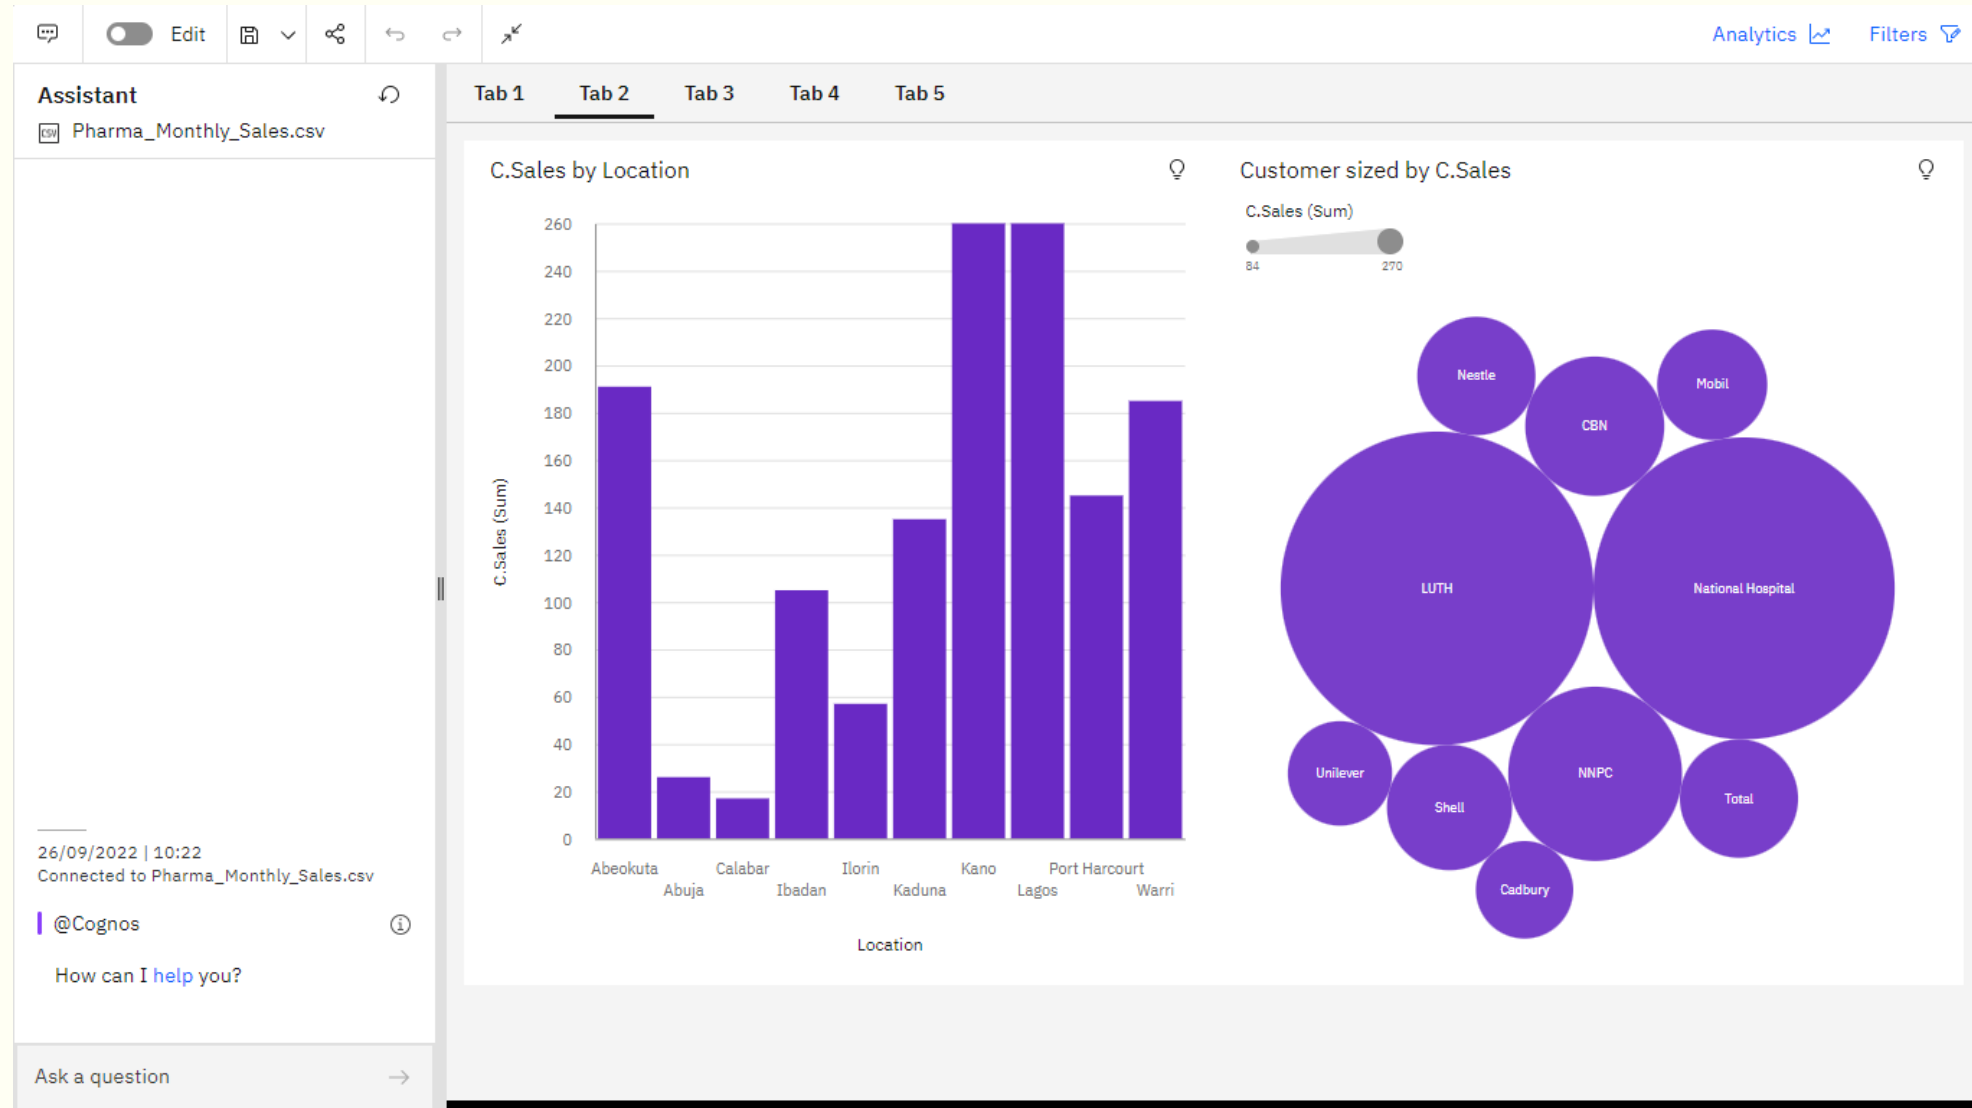 Edit
Analytics
Filters
Assistant
CSV Pharma_Monthly_Sales.csv
26/09/2022 | 10:22
Connected to Pharma_Monthly_Sales.csv
@Cognos
How can I help you?
Ask a question
Tab 1 Tab 2 Tab 3 Tab 4 Tab 5
C.Sales by Location
C.Sales (Sum)
260
240
220
200
180
160
140
120
100
80
60
40
20
0
Abeokuta
Abuja
Calabar
Ibadan
Ilorin
Kaduna
Kano
Lagos
Port Harcourt
Warri
Location
Customer sized by C.Sales
C.Sales (Sum)
84 270
Nestle
Mobil
CBN
LUTH
National Hospital
Unilever
NNPC
Total
Shell
Cadbury